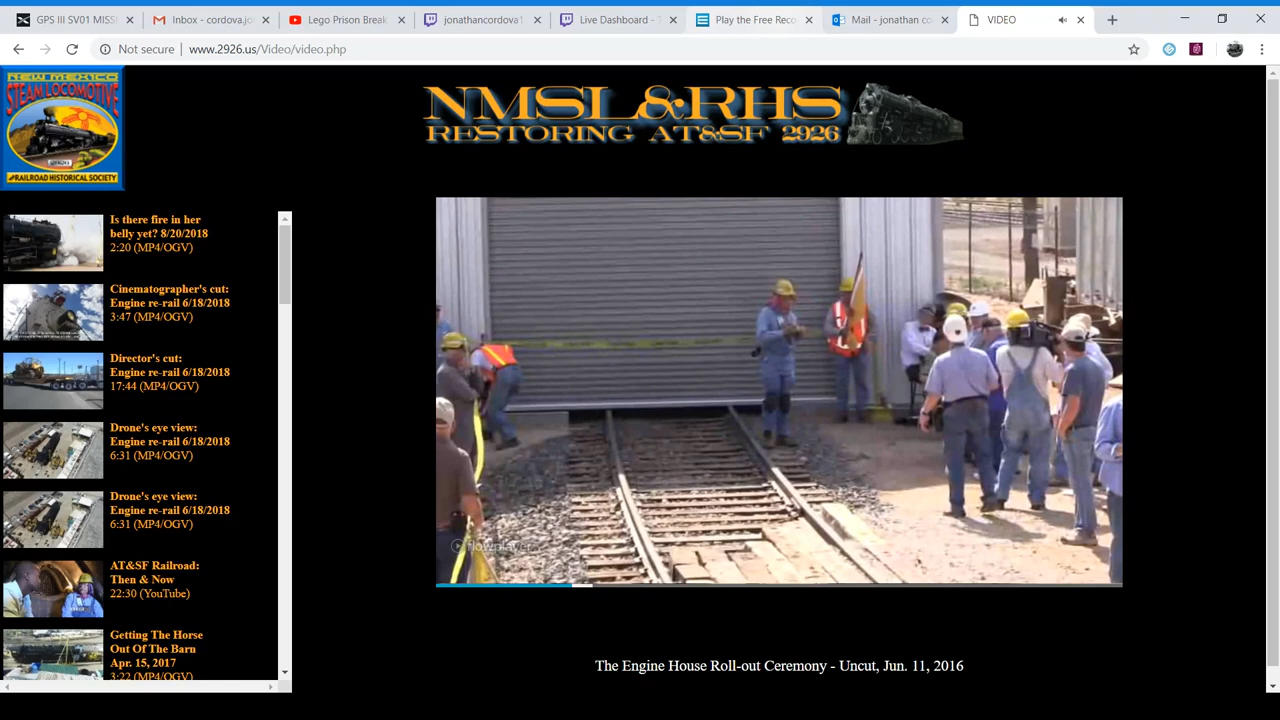 GPS III SV01 MISSI
Inbox - cordova.jo
Lego Prison Break
jonathancordova1
Live Dashboard - T
Play the Free Reco
Mail - jonathan co
VIDEO
Not secure | www.2926.us/Video/video.php
NEW MEXICO
STEAM LOCOMOTIVE
RAILROAD HISTORICAL SOCIETY
NMSL&RHS
RESTORING AT&SF 2926
Is there fire in her
belly yet? 8/20/2018
2:20 (MP4/OGV)
Cinematographer's cut:
Engine re-rail 6/18/2018
3:47 (MP4/OGV)
Director's cut:
Engine re-rail 6/18/2018
17:44 (MP4/OGV)
Drone's eye view:
Engine re-rail 6/18/2018
6:31 (MP4/OGV)
Drone's eye view:
Engine re-rail 6/18/2018
6:31 (MP4/OGV)
AT&SF Railroad:
Then & Now
22:30 (YouTube)
Getting The Horse
Out Of The Barn
Apr. 15, 2017
3:22 (MP4/OGV)
flowplayer
The Engine House Roll-out Ceremony - Uncut, Jun. 11, 2016